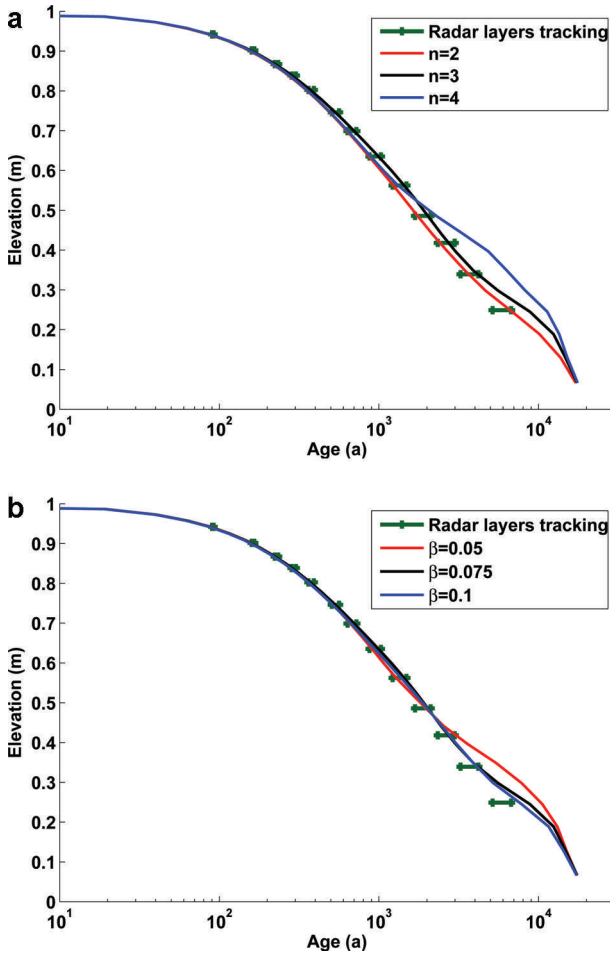 a
Radar layers tracking
n=2
n=3
n=4
Elevation (m)
1
0.9
0.8
0.7
0.6
0.5
0.4
0.3
0.2
0.1
0
10^1
10^2
10^3
10^4
Age (a)
b
Radar layers tracking
β=0.05
β=0.075
β=0.1
Elevation (m)
1
0.9
0.8
0.7
0.6
0.5
0.4
0.3
0.2
0.1
0
10^1
10^2
10^3
10^4
Age (a)